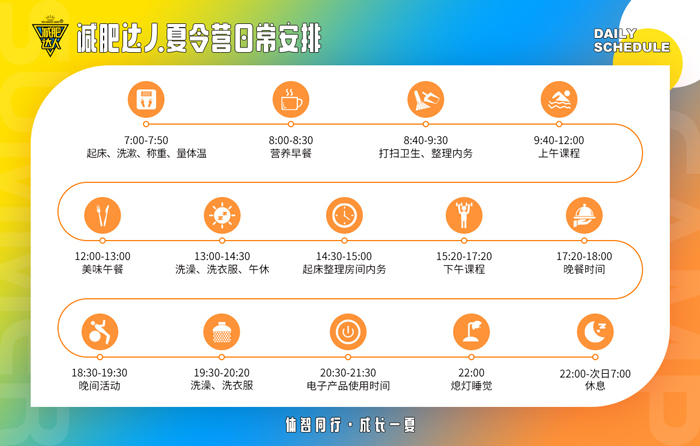 减肥达人
减肥达人夏令营日常安排
DAILY
SCHEDULE
7:00-7:50
起床、洗漱、称重、量体温
8:00-8:30
营养早餐
8:40-9:30
打扫卫生、整理内务
9:40-12:00
上午课程
12:00-13:00
美味午餐
13:00-14:30
洗澡、洗衣服、午休
14:30-15:00
起床整理房间内务
15:20-17:20
下午课程
17:20-18:00
晚餐时间
18:30-19:30
晚间活动
19:30-20:20
洗澡、洗衣服
20:30-21:30
电子产品使用时间
22:00
熄灯睡觉
22:00-次日7:00
休息
体智同行·成长一夏